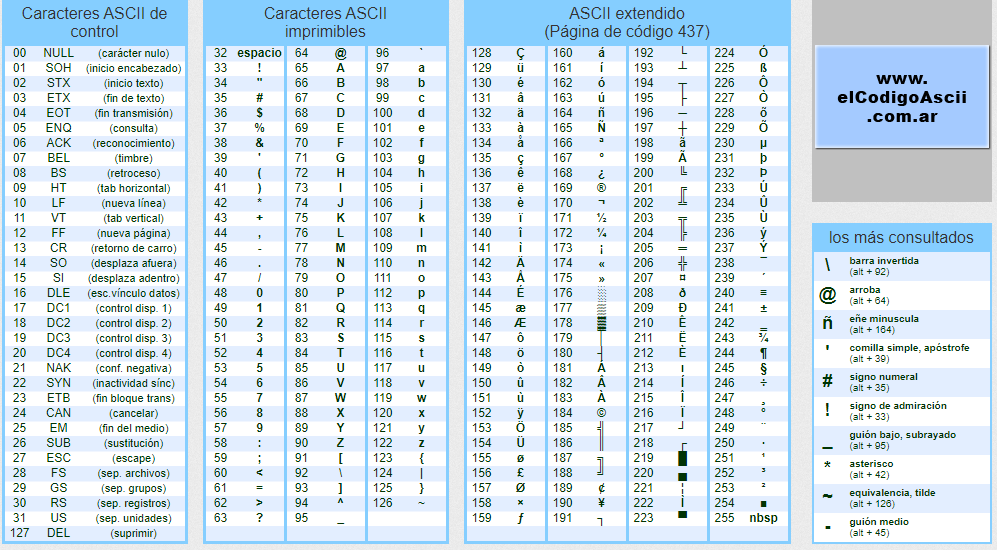 Caracteres ASCII de
control
00 NULL (carácter nulo)
01 SOH (inicio encabezado)
02 STX (inicio texto)
03 ETX (fin de texto)
04 EOT (fin transmisión)
05 ENQ (consulta)
06 ACK (reconocimiento)
07 BEL (timbre)
08 BS (retroceso)
09 HT (tab horizontal)
10 LF (nueva línea)
11 VT (tab vertical)
12 FF (nueva página)
13 CR (retorno de carro)
14 SO (desplaza afuera)
15 SI (desplaza adentro)
16 DLE (esc.vínculo datos)
17 DC1 (control disp. 1)
18 DC2 (control disp. 2)
19 DC3 (control disp. 3)
20 DC4 (control disp. 4)
21 NAK (conf. negativa)
22 SYN (inactividad sínc)
23 ETB (fin bloque trans)
24 CAN (cancelar)
25 EM (fin del medio)
26 SUB (sustitución)
27 ESC (escape)
28 FS (sep. archivos)
29 GS (sep. grupos)
30 RS (sep. registros)
31 US (sep. unidades)
127 DEL (suprimir)
Caracteres ASCII
imprimibles
32 espacio 64 @ 96 `
33 ! 65 A 97 a
34 " 66 B 98 b
35 # 67 C 99 c
36 $ 68 D 100 d
37 % 69 E 101 e
38 & 70 F 102 f
39 ' 71 G 103 g
40 ( 72 H 104 h
41 ) 73 I 105 i
42 * 74 J 106 j
43 + 75 K 107 k
44 , 76 L 108 l
45 - 77 M 109 m
46 . 78 N 110 n
47 / 79 O 111 o
48 0 80 P 112 p
49 1 81 Q 113 q
50 2 82 R 114 r
51 3 83 S 115 s
52 4 84 T 116 t
53 5 85 U 117 u
54 6 86 V 118 v
55 7 87 W 119 w
56 8 88 X 120 x
57 9 89 Y 121 y
58 : 90 Z 122 z
59 ; 91 [ 123 {
60 < 92 \ 124 |
61 = 93 ] 125 }
62 > 94 ^ 126 ~
63 ? 95 _
ASCII extendido
(Página de código 437)
128 Ç 160 á 192 └ 224 Ó
129 ü 161 í 193 ┴ 225 ß
130 é 162 ó 194 ┬ 226 Ô
131 â 163 ú 195 ├ 227 Ò
132 ä 164 ñ 196 ─ 228 õ
133 à 165 Ñ 197 ┼ 229 Õ
134 å 166 ª 198 ã 230 µ
135 ç 167 º 199 Ã 231 þ
136 ê 168 ¿ 200 ╚ 232 Þ
137 ë 169 ® 201 ╔ 233 Ú
138 è 170 ¬ 202 ╩ 234 Û
139 ï 171 ½ 203 ╦ 235 Ù
140 î 172 ¼ 204 ╠ 236 ý
141 ì 173 ¡ 205 ═ 237 Ý
142 Ä 174 « 206 ╬ 238 ¯
143 Å 175 » 207 ¤ 239 ´
144 É 176 ░ 208 ð 240 ≡
145 æ 177 ▒ 209 Ð 241 ±
146 Æ 178 ▓ 210 Ê 242 ‗
147 ô 179 │ 211 Ë 243 ¾
148 ö 180 ┤ 212 È 244 ¶
149 ò 181 Á 213 ı 245 §
150 û 182 Â 214 Í 246 ÷
151 ù 183 À 215 Î 247 ¸
152 ÿ 184 © 216 Ï 248 °
153 Ö 185 ╣ 217 ┘ 249 ¨
154 Ü 186 ║ 218 ┌ 250 ·
155 ø 187 ╗ 219 █ 251 ¹
156 £ 188 ╝ 220 ▄ 252 ³
157 Ø 189 ¢ 221 ¦ 253 ²
158 × 190 ¥ 222 Ì 254 ■
159 ƒ 191 ┐ 223 ▀ 255 nbsp
www.
elCodigoAscii
.com.ar
los más consultados
\ barra invertida
(alt + 92)
@ arroba
(alt + 64)
ñ eñe minuscula
(alt + 164)
' comilla simple, apóstrofe
(alt + 39)
# signo numeral
(alt + 35)
! signo de admiración
(alt + 33)
_ guión bajo, subrayado
(alt + 95)
* asterisco
(alt + 42)
~ equivalencia, tilde
(alt + 126)
- guión medio
(alt + 45)